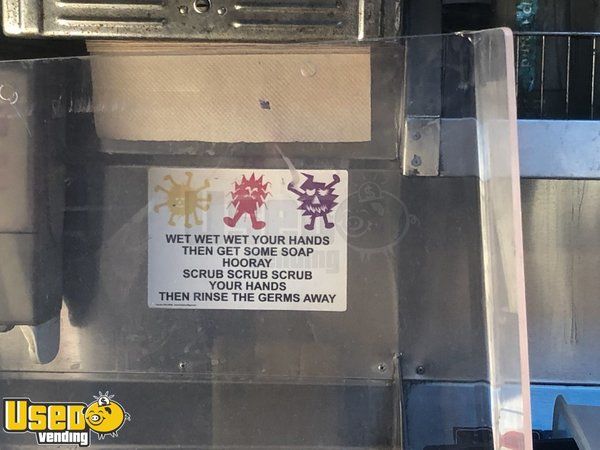 WET WET WET YOUR HANDS
THEN GET SOME SOAP
HOORAY
SCRUB SCRUB SCRUB
YOUR HANDS
THEN RINSE THE GERMS AWAY
USED
vending